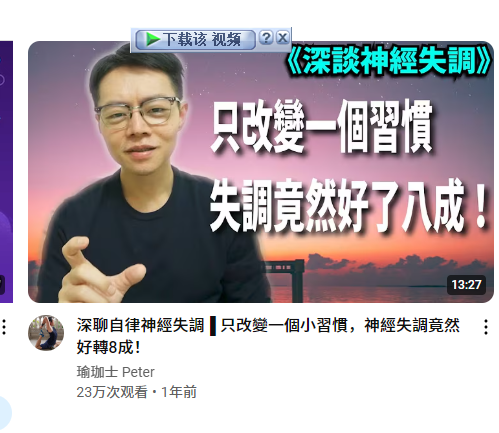 下载该 视频
? ×
《深談神經失調》
只改變一個習慣
失調竟然好了八成！
13:27
深聊自律神經失調 ▌只改變一個小習慣，神經失調竟然
好轉8成！
瑜珈士 Peter
23万次观看 • 1年前